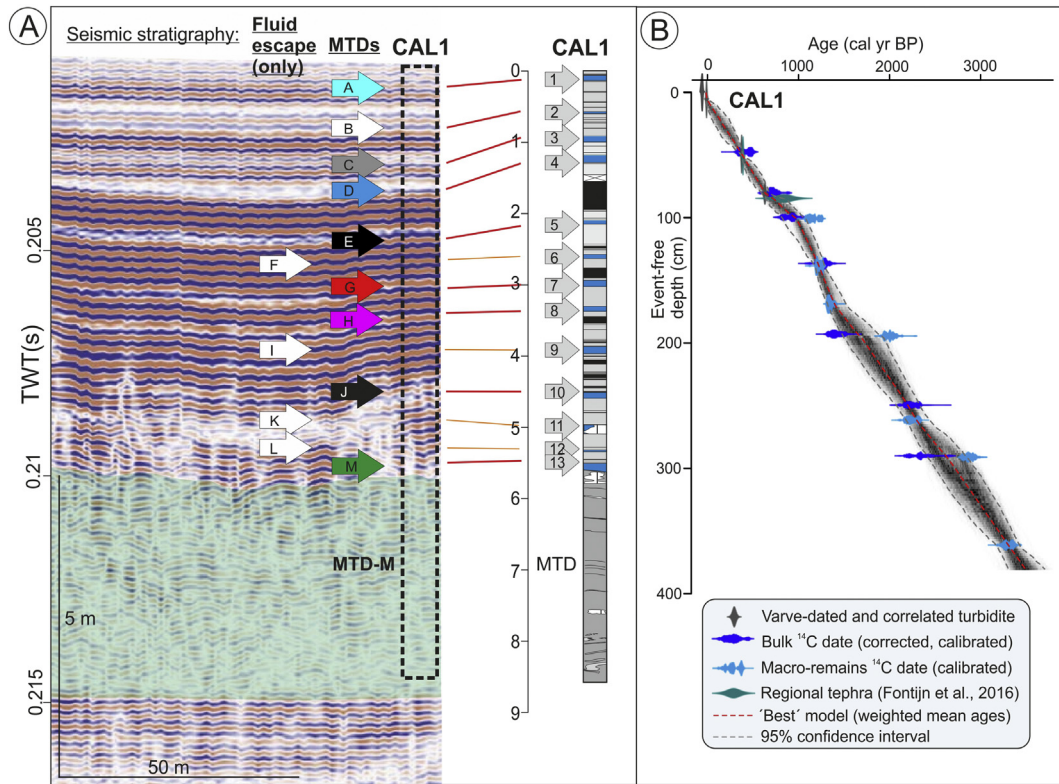 A
Seismic stratigraphy:
Fluid
escape
(only)
MTDs
CAL1
CAL1
A
B
C
D
E
F
G
H
I
J
K
L
M
MTD-M
5 m
50 m
TWT(s)
0.205
0.21
0.215
0
1
2
3
4
5
6
7
8
9
MTD
1
2
3
4
5
6
7
8
9
10
11
12
13
B
Age (cal yr BP)
0
1000
2000
3000
CAL1
Event-free
depth (cm)
0
100
200
300
400
Varve-dated and correlated turbidite
Bulk ¹⁴C date (corrected, calibrated)
Macro-remains ¹⁴C date (calibrated)
Regional tephra (Fontijn et al., 2016)
´Best´ model (weighted mean ages)
95% confidence interval